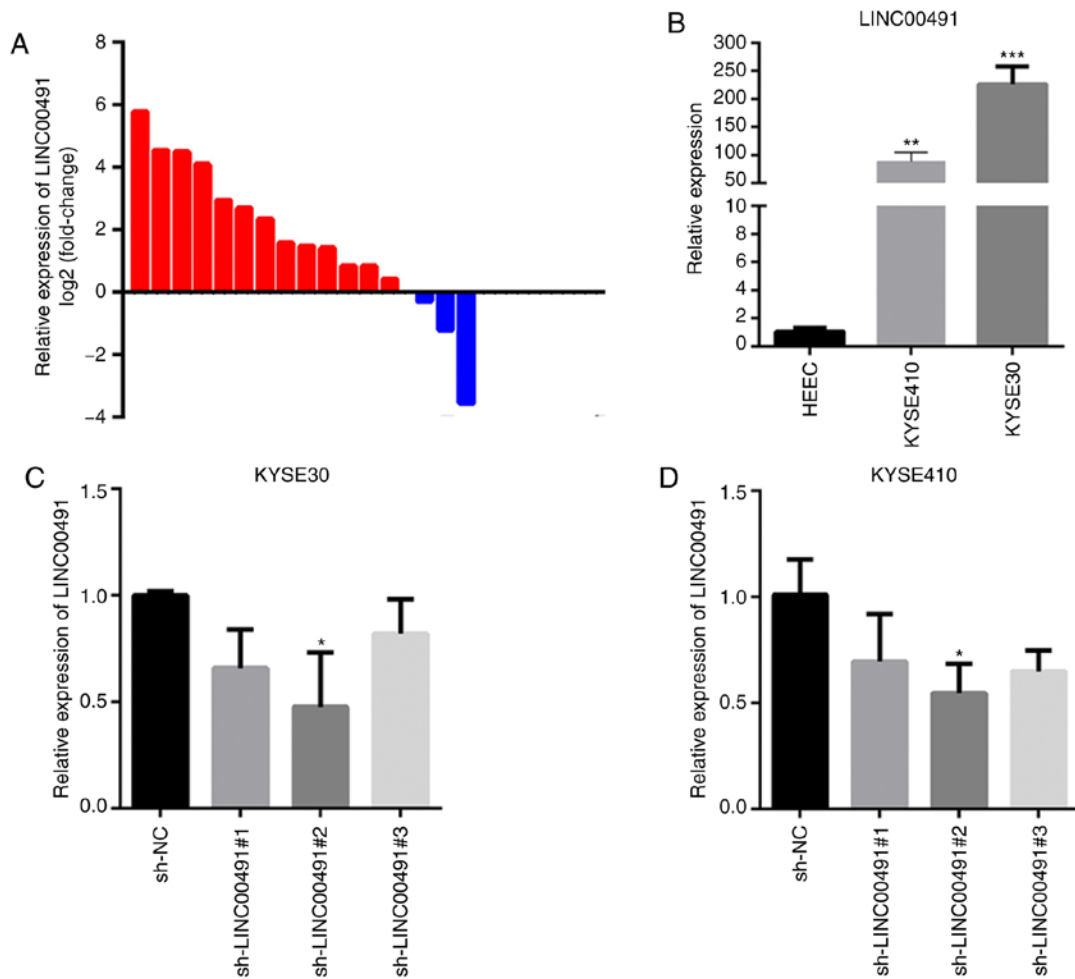 A
Relative expression of LINC00491
log2 (fold-change)
8
6
4
2
0
−2
−4
B
LINC00491
Relative expression
300
250
200
150
100
50
10
8
6
4
2
0
**
***
HEEC
KYSE410
KYSE30
C
KYSE30
Relative expression of LINC00491
1.5
1.0
0.5
0.0
*
sh-NC
sh-LINC00491#1
sh-LINC00491#2
sh-LINC00491#3
D
KYSE410
Relative expression of LINC00491
1.5
1.0
0.5
0.0
*
sh-NC
sh-LINC00491#1
sh-LINC00491#2
sh-LINC00491#3